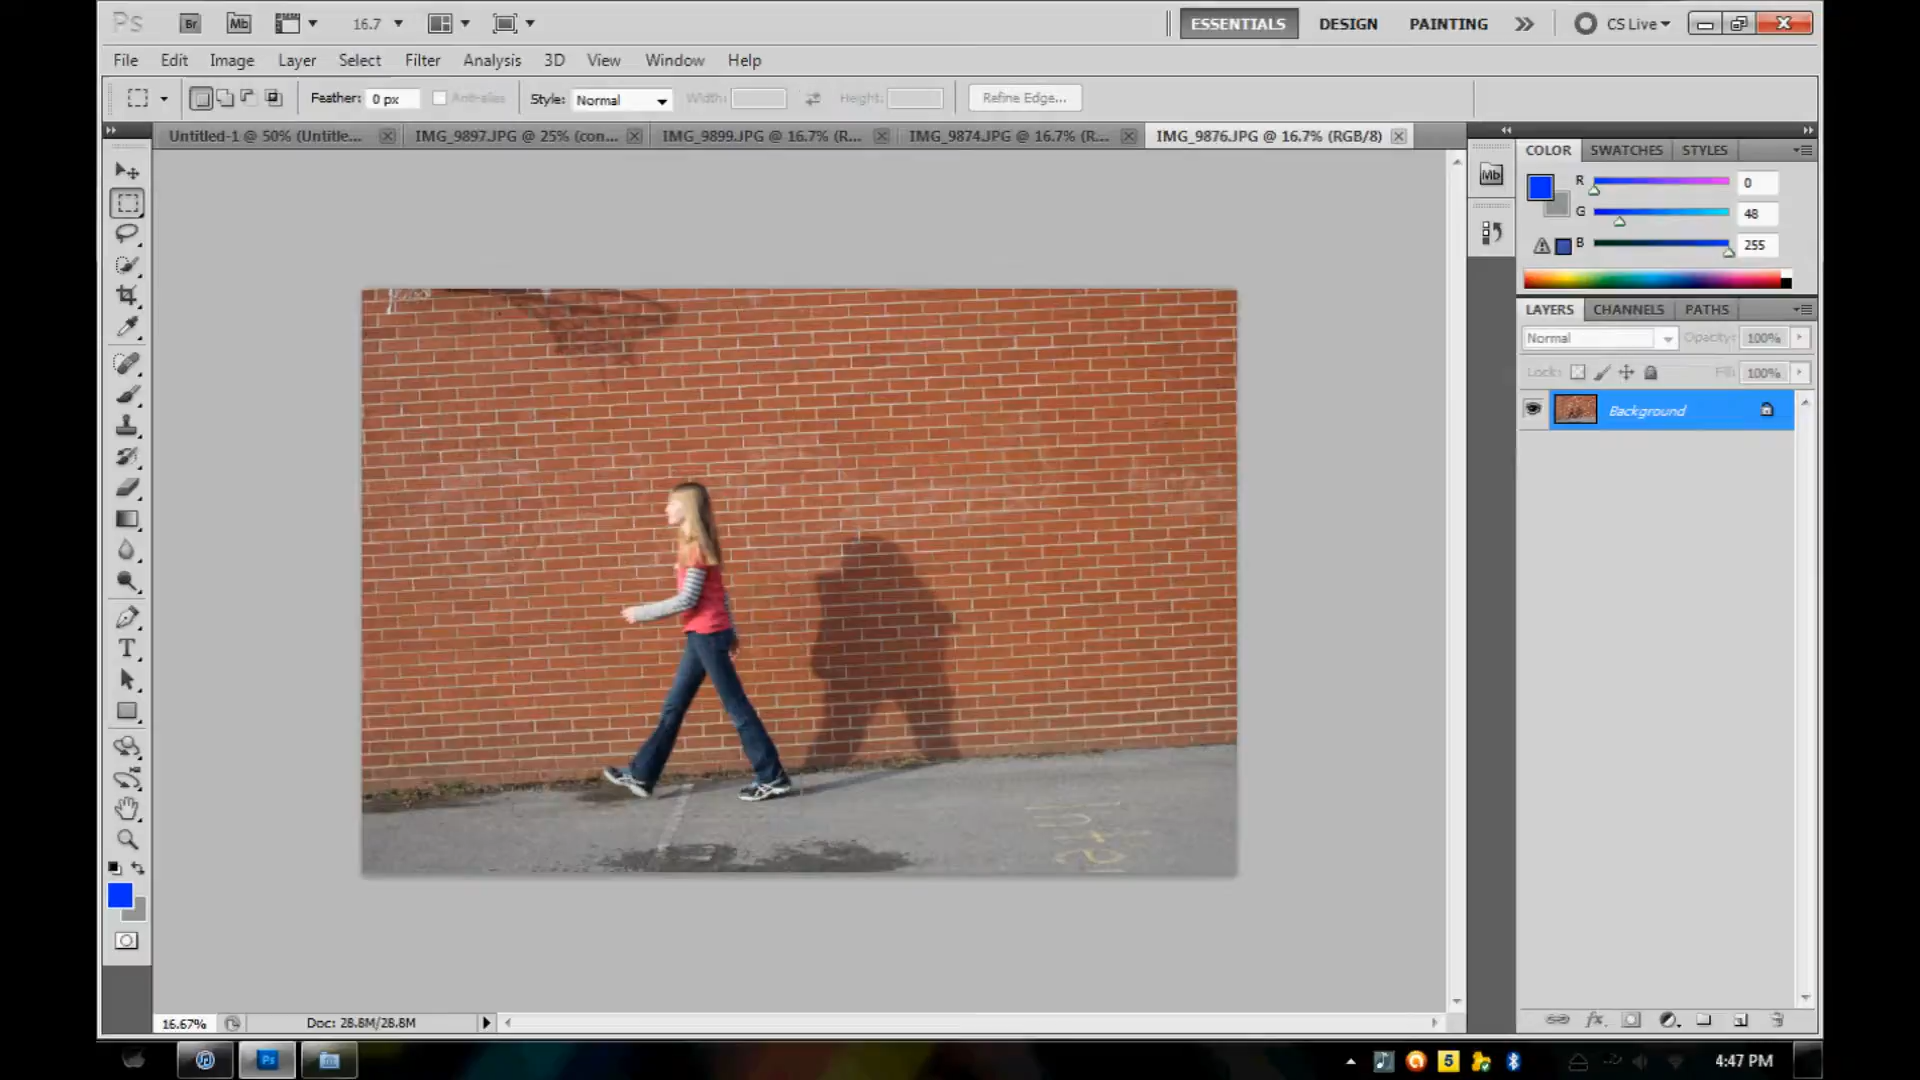 Ps Br Mb 16.7 ESSENTIALS DESIGN PAINTING CS Live
File Edit Image Layer Select Filter Analysis 3D View Window Help
Feather: 0 px Anti-alias Style: Normal Width: Height: Refine Edge...
Untitled-1 @ 50% (Untitle... IMG_9897.JPG @ 25% (con... IMG_9899.JPG @ 16.7% (R... IMG_9874.JPG @ 16.7% (R... IMG_9876.JPG @ 16.7% (RGB/8)
COLOR SWATCHES STYLES
Mb
R 0
G 48
B 255
LAYERS CHANNELS PATHS
Normal Opacity: 100%
Lock: Fill: 100%
Background
T
16.67% Doc: 28.8M/28.8M
fx
Ps 5 4:47 PM